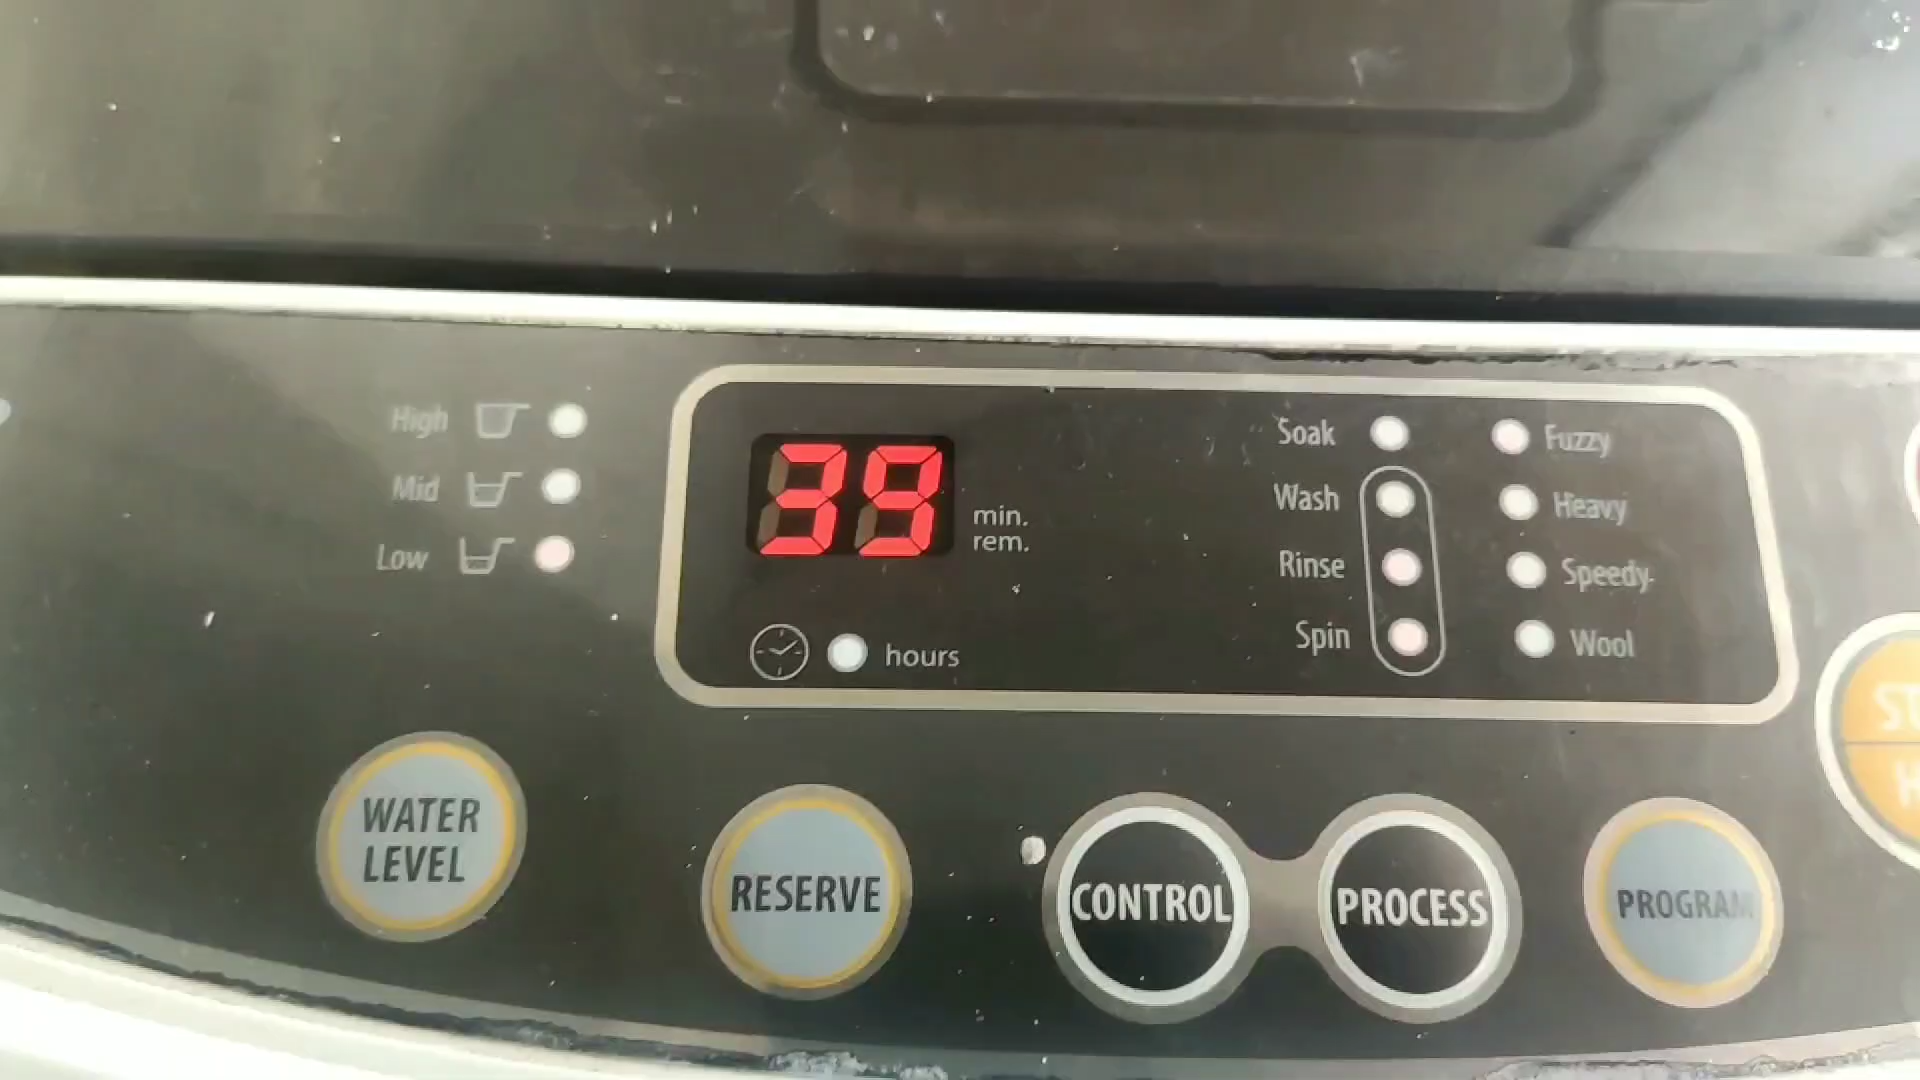 High
Mid
Low
39
min.
rem.
hours
Soak
Wash
Rinse
Spin
Fuzzy
Heavy
Speedy
Wool
WATER
LEVEL
RESERVE
CONTROL
PROCESS
PROGRAM